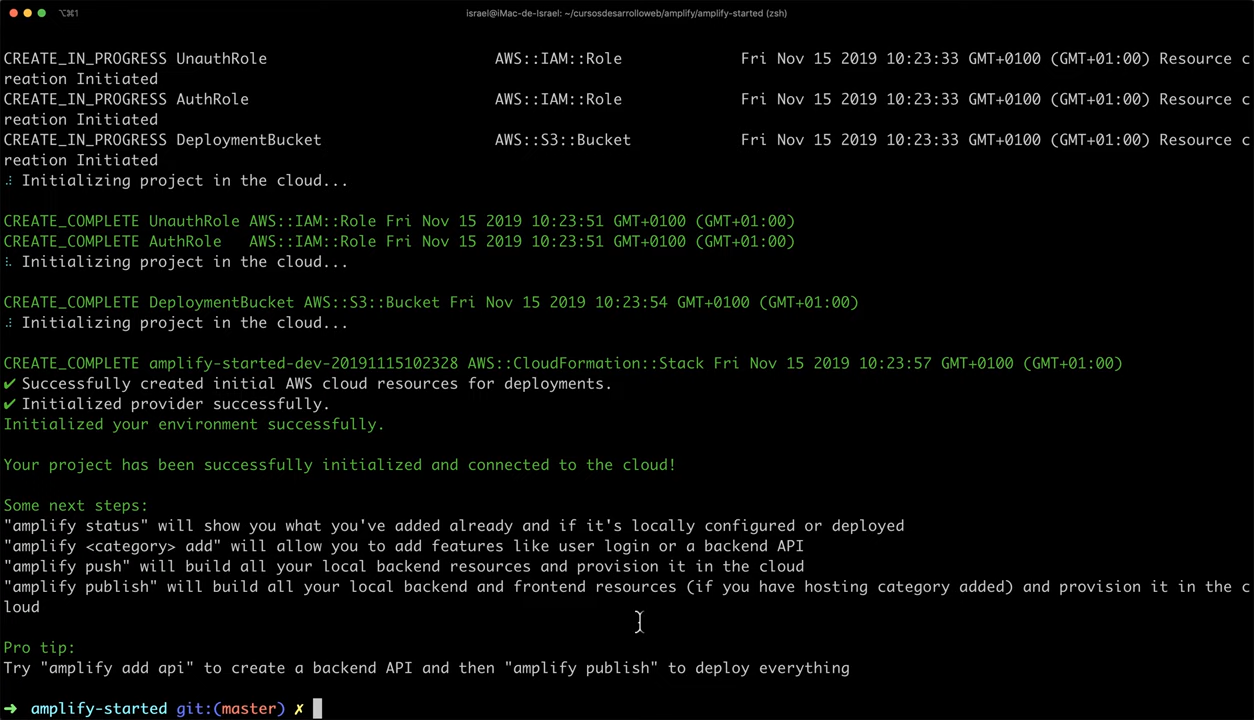 ⌥⌘1
israel@iMac-de-Israel: ~/cursosdesarrolloweb/amplify/amplify-started (zsh)
CREATE_IN_PROGRESS UnauthRole AWS::IAM::Role Fri Nov 15 2019 10:23:33 GMT+0100 (GMT+01:00) Resource c
reation Initiated
CREATE_IN_PROGRESS AuthRole AWS::IAM::Role Fri Nov 15 2019 10:23:33 GMT+0100 (GMT+01:00) Resource c
reation Initiated
CREATE_IN_PROGRESS DeploymentBucket AWS::S3::Bucket Fri Nov 15 2019 10:23:33 GMT+0100 (GMT+01:00) Resource c
reation Initiated
Initializing project in the cloud...
CREATE_COMPLETE UnauthRole AWS::IAM::Role Fri Nov 15 2019 10:23:51 GMT+0100 (GMT+01:00)
CREATE_COMPLETE AuthRole AWS::IAM::Role Fri Nov 15 2019 10:23:51 GMT+0100 (GMT+01:00)
Initializing project in the cloud...
CREATE_COMPLETE DeploymentBucket AWS::S3::Bucket Fri Nov 15 2019 10:23:54 GMT+0100 (GMT+01:00)
Initializing project in the cloud...
CREATE_COMPLETE amplify-started-dev-20191115102328 AWS::CloudFormation::Stack Fri Nov 15 2019 10:23:57 GMT+0100 (GMT+01:00)
✔ Successfully created initial AWS cloud resources for deployments.
✔ Initialized provider successfully.
Initialized your environment successfully.
Your project has been successfully initialized and connected to the cloud!
Some next steps:
"amplify status" will show you what you've added already and if it's locally configured or deployed
"amplify <category> add" will allow you to add features like user login or a backend API
"amplify push" will build all your local backend resources and provision it in the cloud
"amplify publish" will build all your local backend and frontend resources (if you have hosting category added) and provision it in the c
loud
Pro tip:
Try "amplify add api" to create a backend API and then "amplify publish" to deploy everything
➜ amplify-started git:(master) ✗